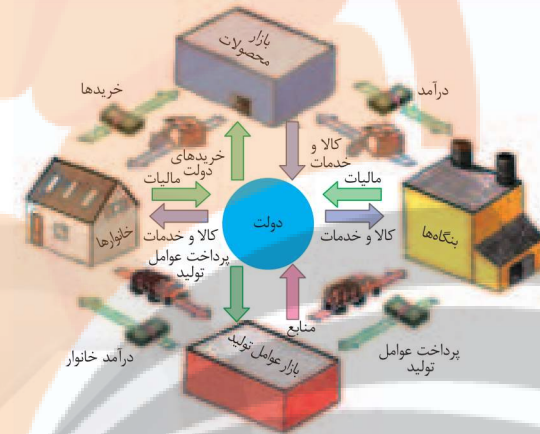 بازار
محصولات
خریدها
درآمد
خریدهای
دولت
کالا و
خدمات
مالیات
مالیات
خانوارها
دولت
بنگاه‌ها
کالا و خدمات
کالا و خدمات
پرداخت عوامل
تولید
منابع
درآمد خانوار
بازار عوامل تولید
پرداخت عوامل
تولید